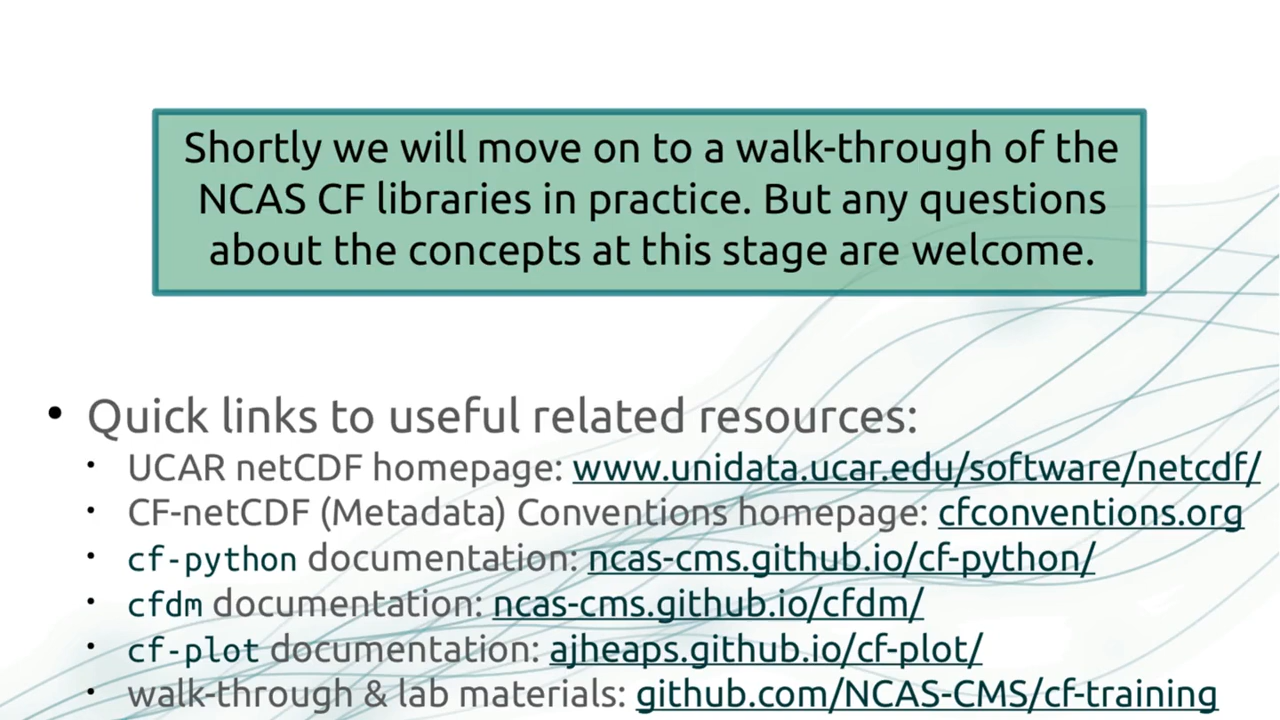 Shortly we will move on to a walk-through of the
NCAS CF libraries in practice. But any questions
about the concepts at this stage are welcome.
• Quick links to useful related resources:
• UCAR netCDF homepage: www.unidata.ucar.edu/software/netcdf/
• CF-netCDF (Metadata) Conventions homepage: cfconventions.org
• cf-python documentation: ncas-cms.github.io/cf-python/
• cfdm documentation: ncas-cms.github.io/cfdm/
• cf-plot documentation: ajheaps.github.io/cf-plot/
• walk-through & lab materials: github.com/NCAS-CMS/cf-training